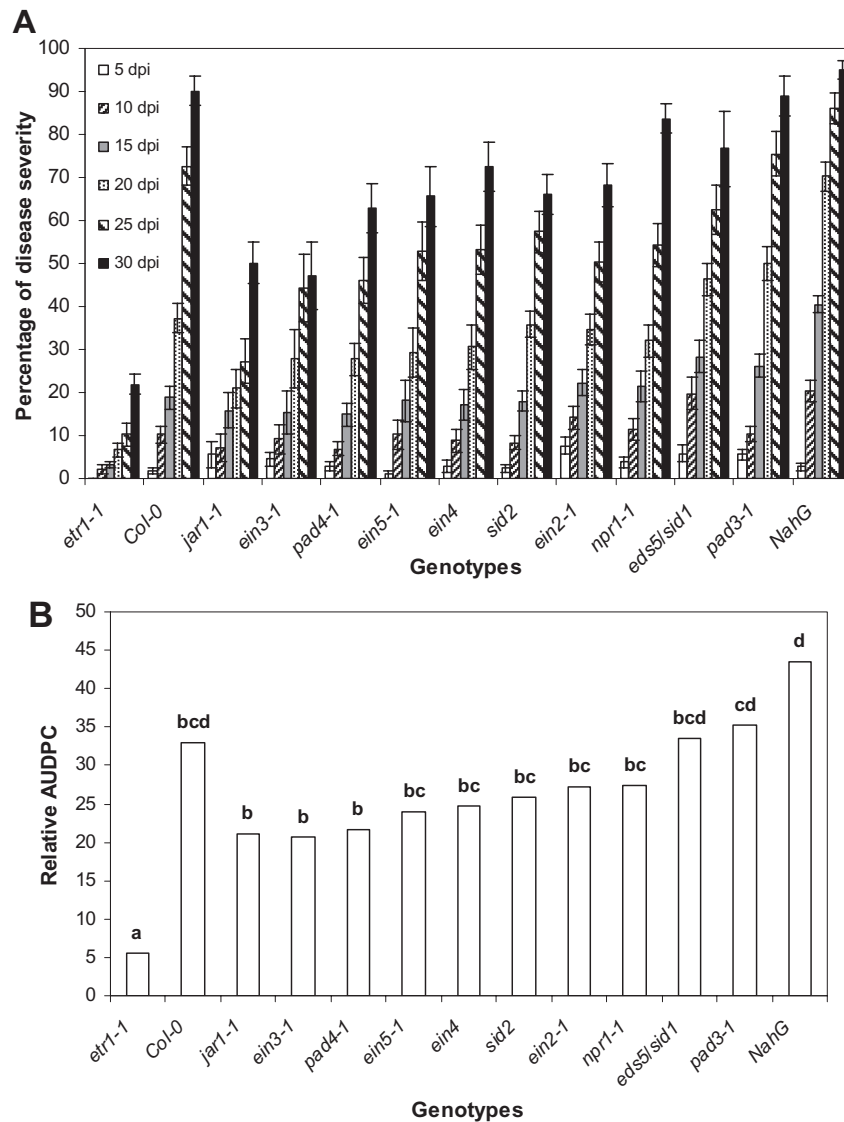 A
100
90
80
70
60
50
40
30
20
10
0
Percentage of disease severity
5 dpi
10 dpi
15 dpi
20 dpi
25 dpi
30 dpi
etr1-1
Col-0
jar1-1
ein3-1
pad4-1
ein5-1
ein4
sid2
ein2-1
npr1-1
eds5/sid1
pad3-1
NahG
Genotypes
B
50
45
40
35
30
25
20
15
10
5
0
Relative AUDPC
a
bcd
b
b
b
bc
bc
bc
bc
bc
bcd
cd
d
etr1-1
Col-0
jar1-1
ein3-1
pad4-1
ein5-1
ein4
sid2
ein2-1
npr1-1
eds5/sid1
pad3-1
NahG
Genotypes